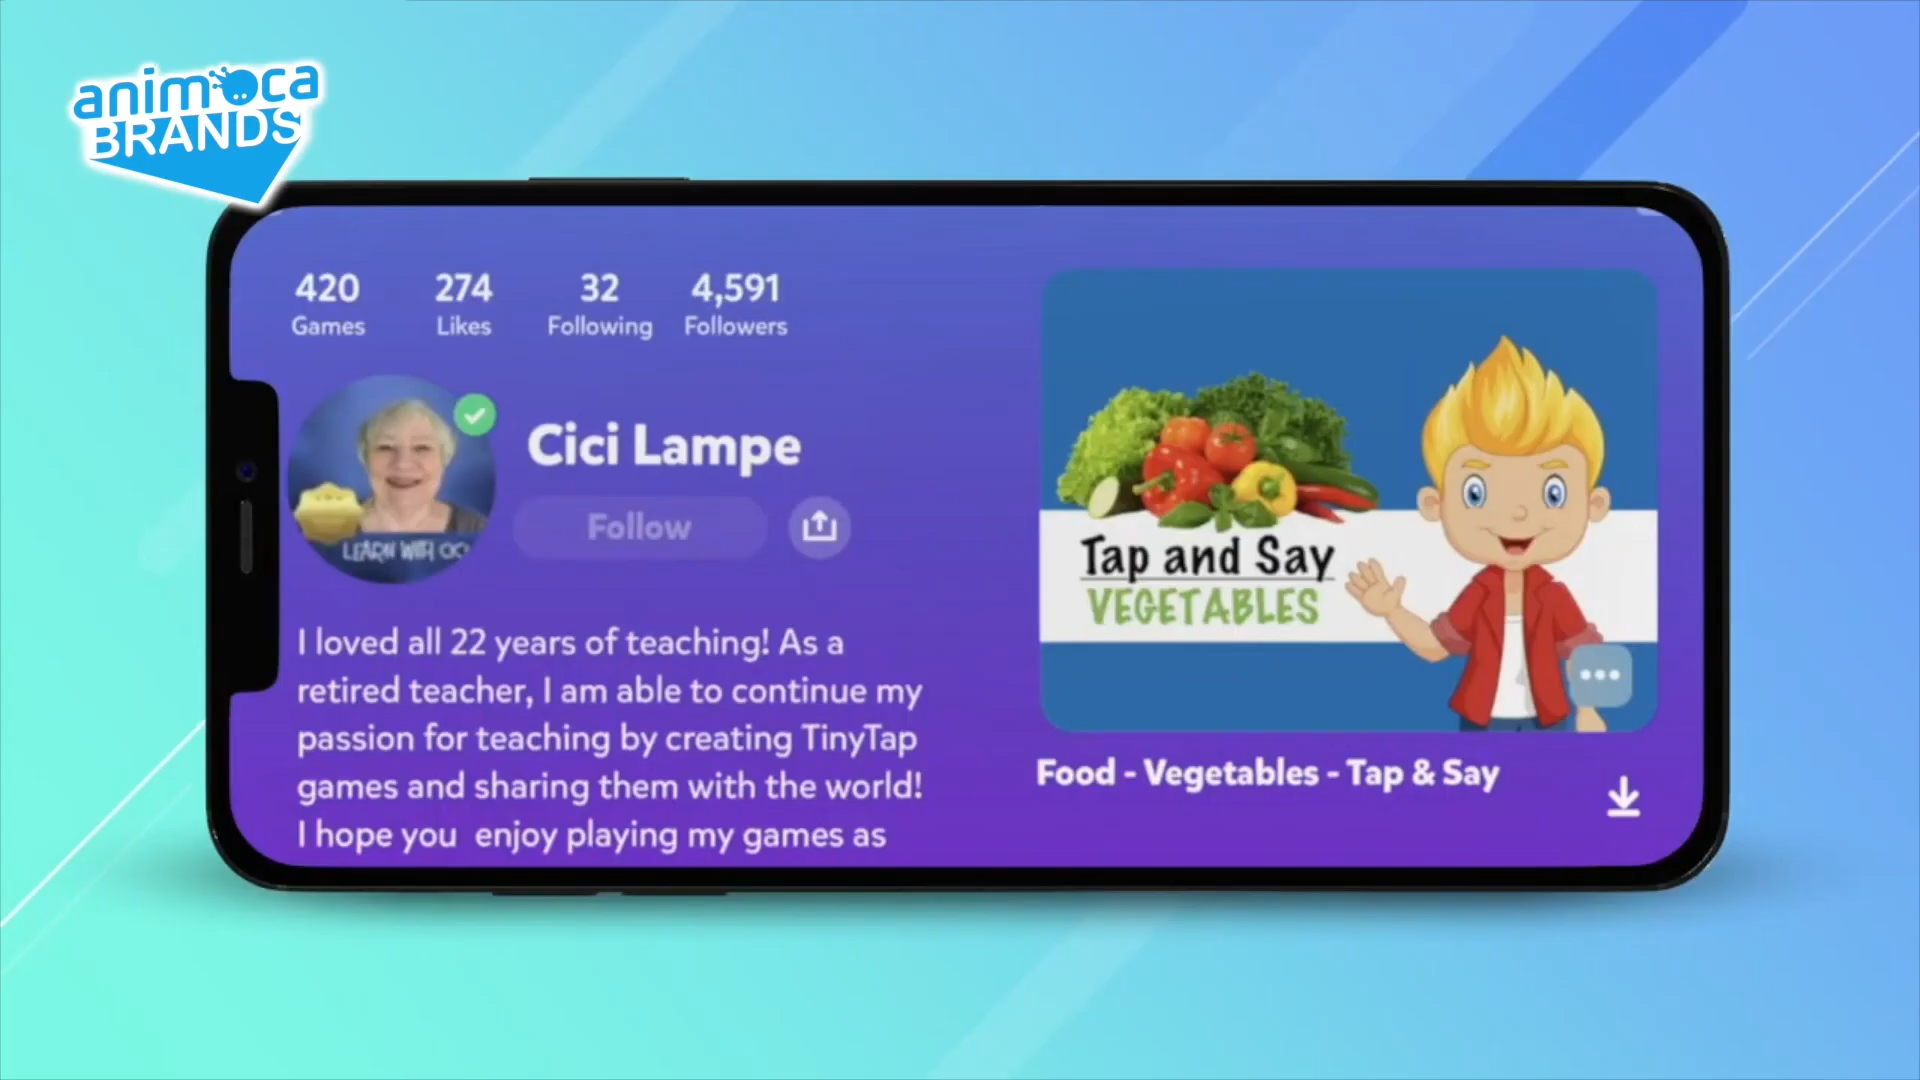 animoca
BRANDS
420
Games
274
Likes
32
Following
4,591
Followers
LEARN WITH
Cici Lampe
Follow
I loved all 22 years of teaching! As a
retired teacher, I am able to continue my
passion for teaching by creating TinyTap
games and sharing them with the world!
I hope you enjoy playing my games as
Tap and Say
VEGETABLES
Food - Vegetables - Tap & Say